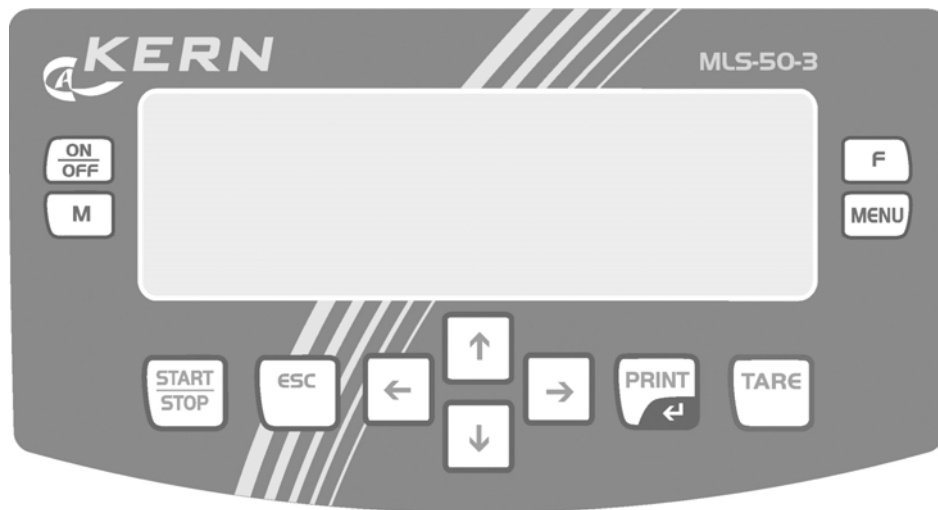 KERN
MLS-50-3
ON
OFF
F
M
MENU
START
STOP
ESC
←
↑
↓
→
PRINT
↵
TARE